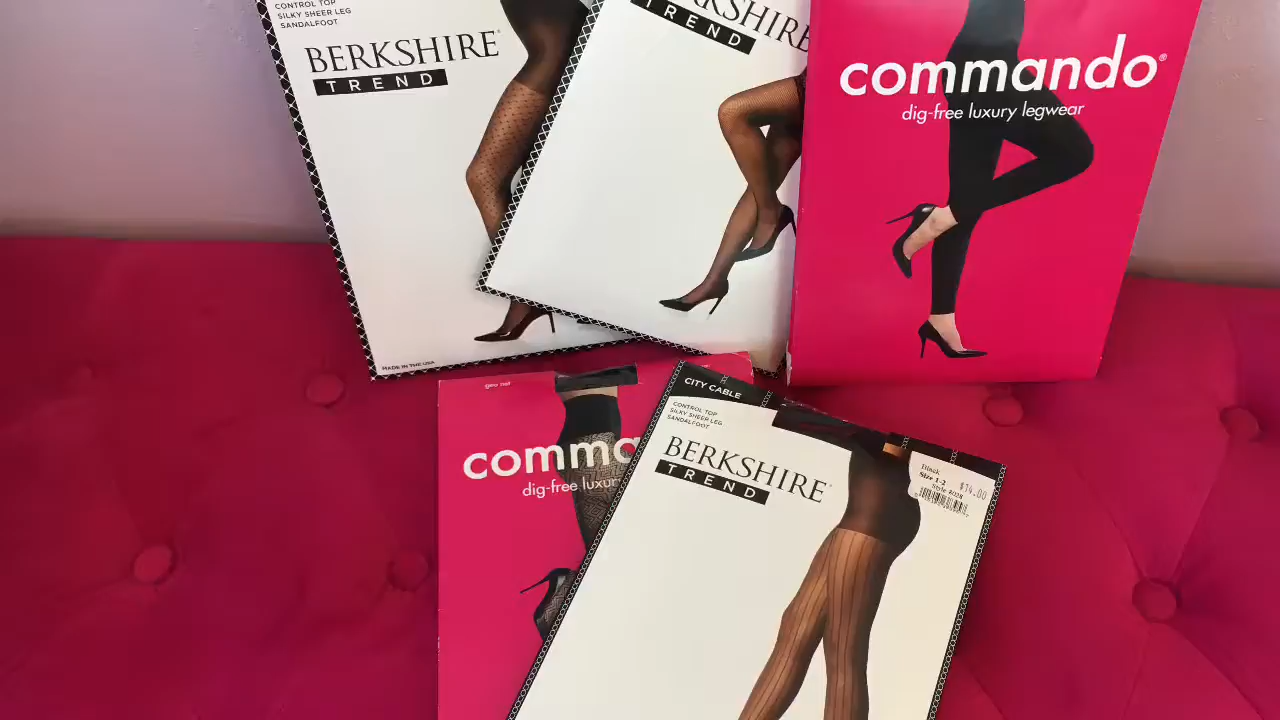 CONTROL TOP
SILKY SHEER LEG
SANDALFOOT
BERKSHIRE
TREND
MADE IN THE USA
BERKSHIRE
TREND
commando®
dig-free luxury legwear
geo net
comma
dig-free luxur
CITY CABLE
CONTROL TOP
SILKY SHEER LEG
SANDALFOOT
BERKSHIRE
TREND
Black
Size 1-2
$14.00